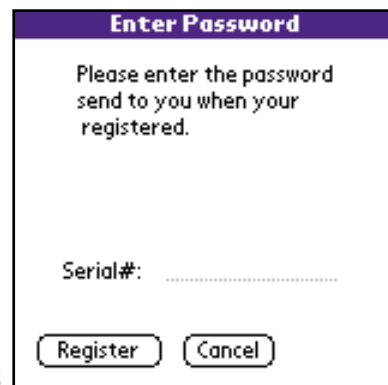 Enter Password
Please enter the password
send to you when your
registered.
Serial#:
Register Cancel